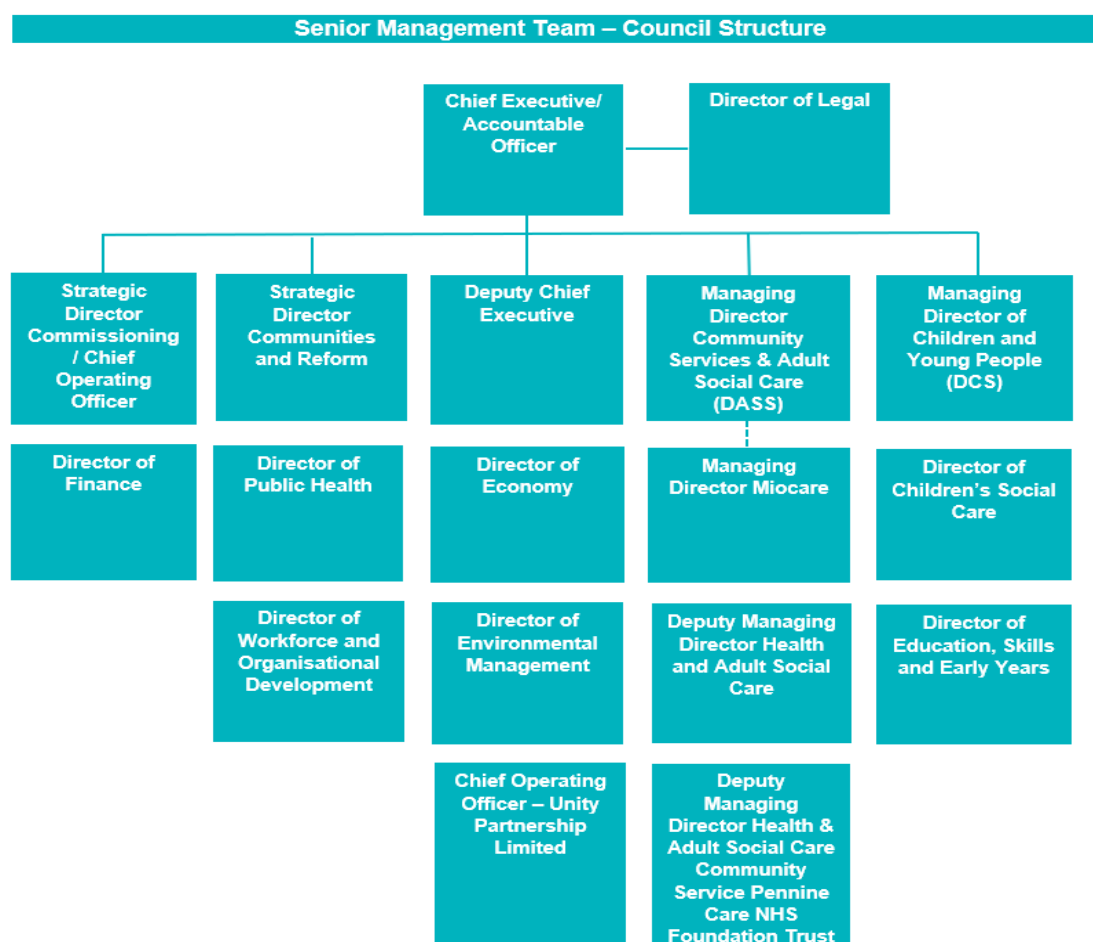 Senior Management Team – Council Structure
Chief Executive/
Accountable
Officer
Director of Legal
Strategic
Director
Commissioning
/ Chief
Operating
Officer
Strategic
Director
Communities
and Reform
Deputy Chief
Executive
Managing
Director
Community
Services & Adult
Social Care
(DASS)
Managing
Director of
Children and
Young People
(DCS)
Director of
Finance
Director of
Public Health
Director of
Economy
Managing
Director Miocare
Director of
Children’s Social
Care
Director of
Workforce and
Organisational
Development
Director of
Environmental
Management
Deputy Managing
Director Health
and Adult Social
Care
Director of
Education, Skills
and Early Years
Chief Operating
Officer – Unity
Partnership
Limited
Deputy
Managing
Director Health &
Adult Social Care
Community
Service Pennine
Care NHS
Foundation Trust